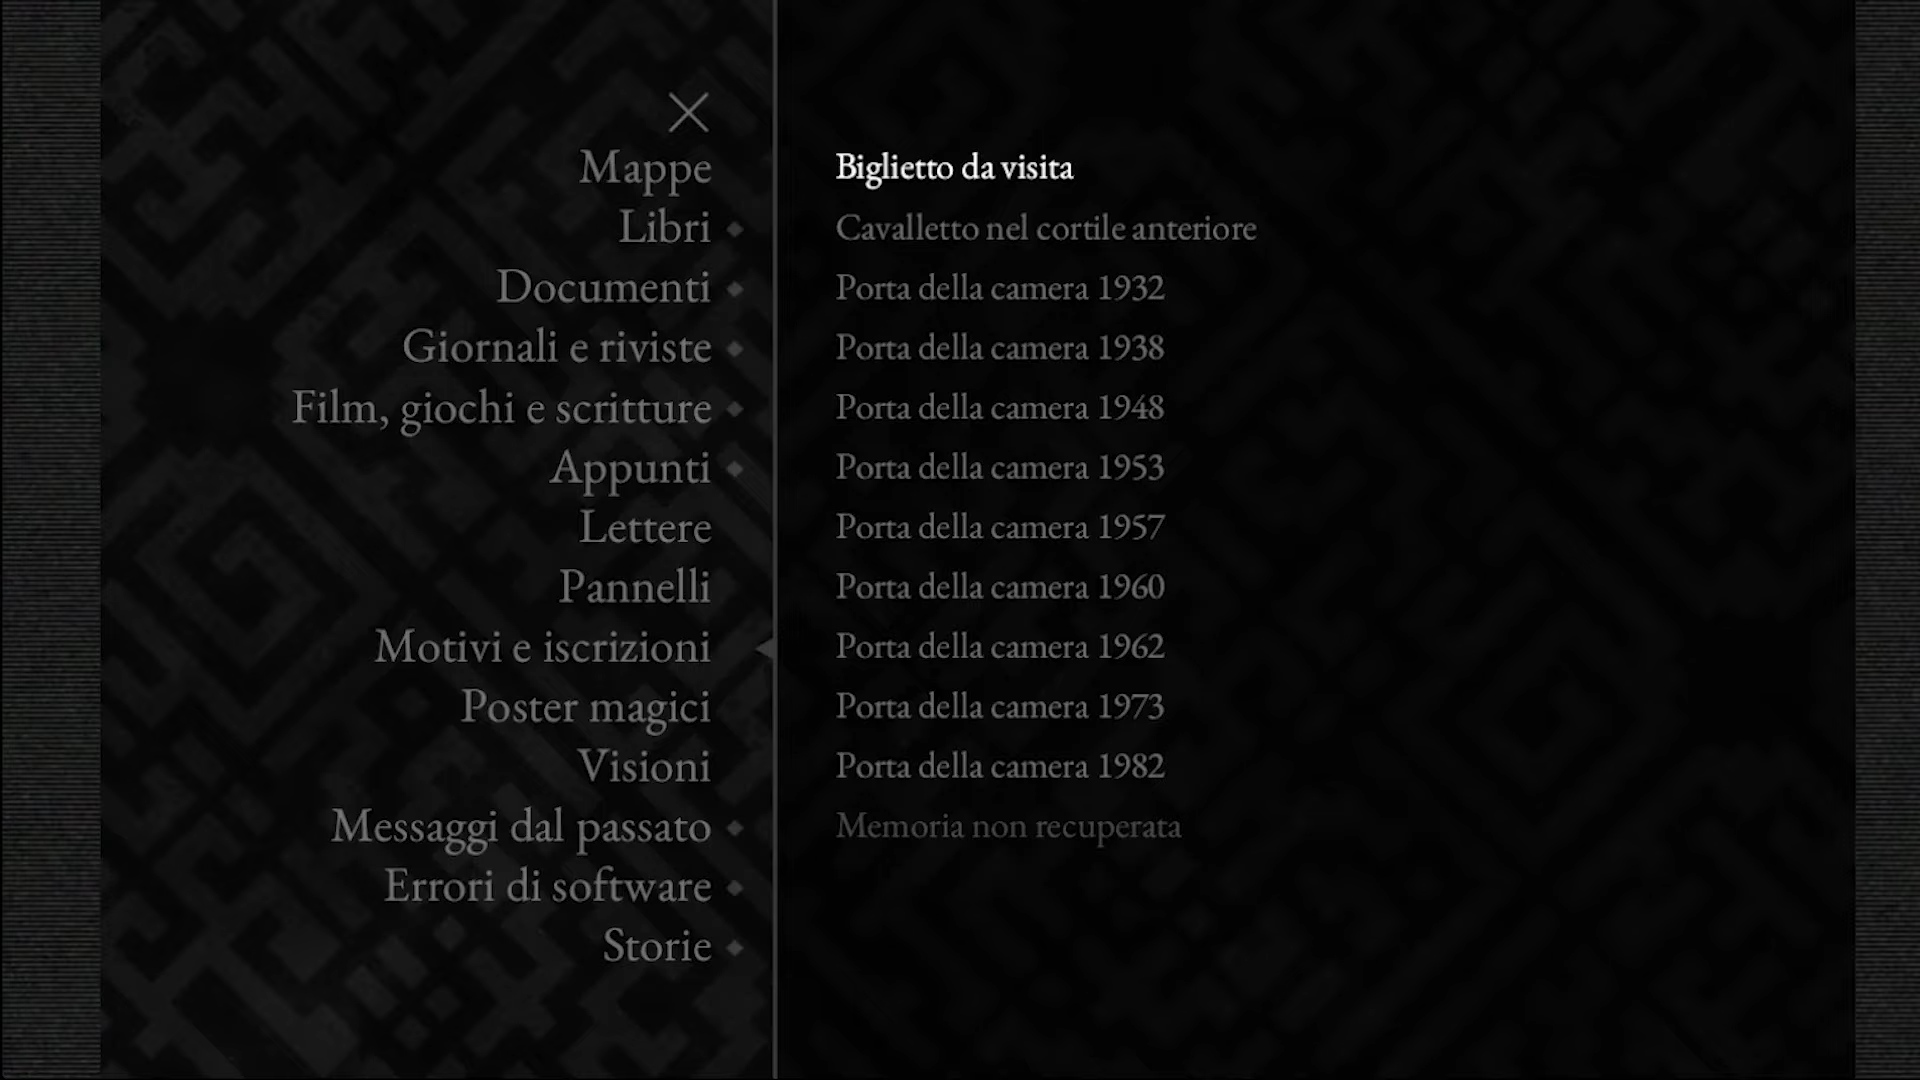 Mappe
Libri
Documenti
Giornali e riviste
Film, giochi e scritture
Appunti
Lettere
Pannelli
Motivi e iscrizioni
Poster magici
Visioni
Messaggi dal passato
Errori di software
Storie
Biglietto da visita
Cavalletto nel cortile anteriore
Porta della camera 1932
Porta della camera 1938
Porta della camera 1948
Porta della camera 1953
Porta della camera 1957
Porta della camera 1960
Porta della camera 1962
Porta della camera 1973
Porta della camera 1982
Memoria non recuperata